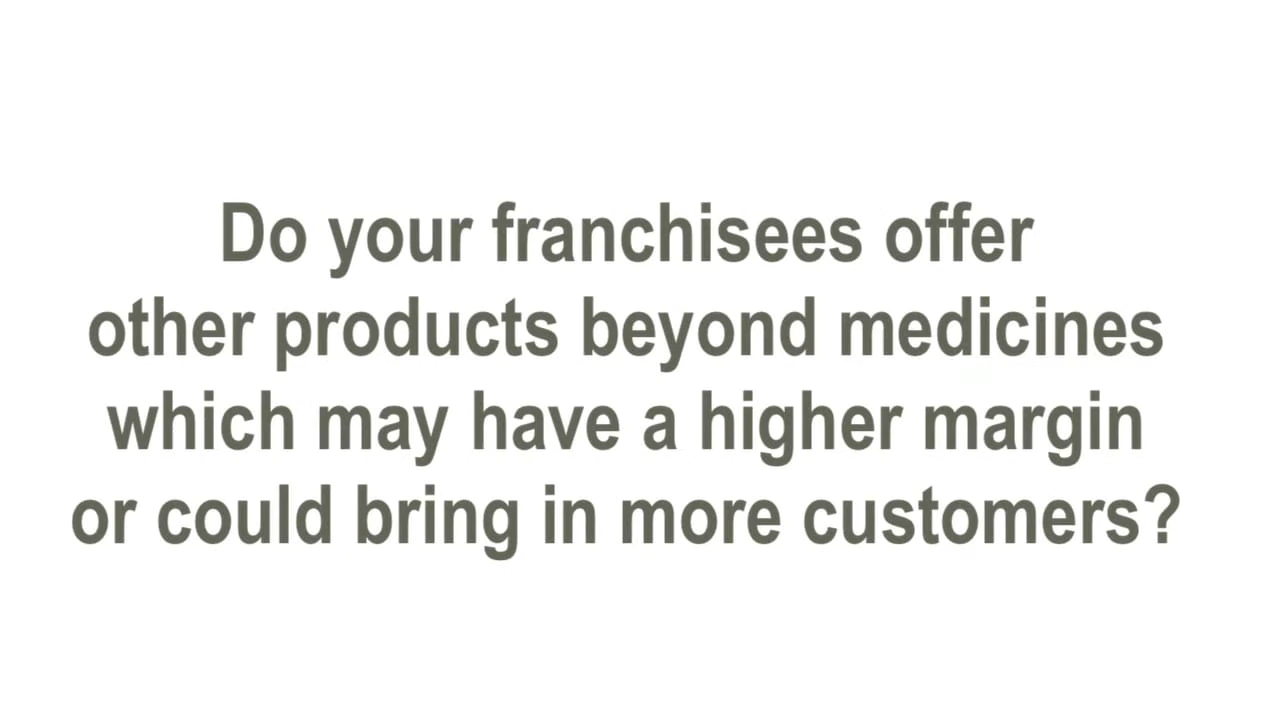 Do your franchisees offer
other products beyond medicines
which may have a higher margin
or could bring in more customers?